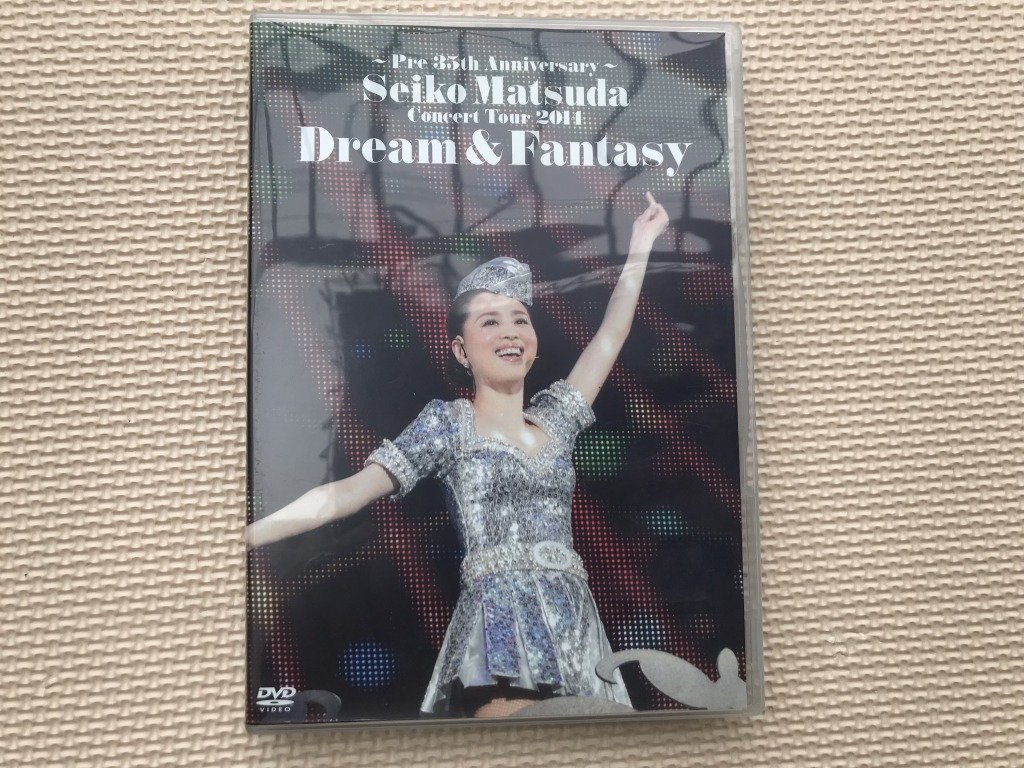 ~Pre 35th Anniversary~
Seiko Matsuda
Concert Tour 2014
Dream & Fantasy
DVD
VIDEO